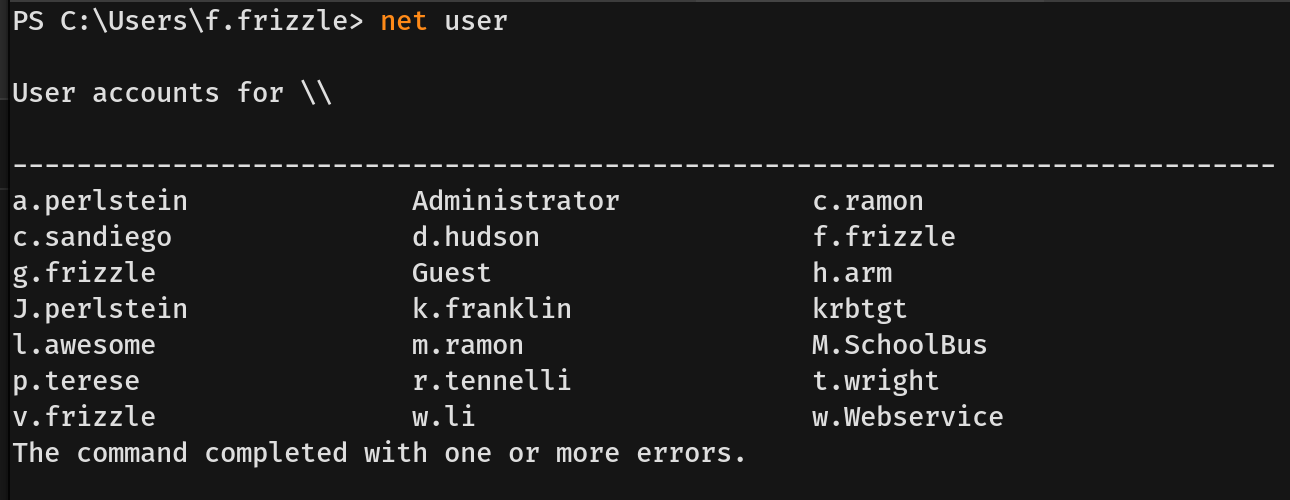 PS C:\Users\f.frizzle> net user
User accounts for \\
-------------------------------------------------------------------------------
a.perlstein              Administrator            c.ramon
c.sandiego               d.hudson                 f.frizzle
g.frizzle                Guest                    h.arm
J.perlstein              k.franklin               krbtgt
l.awesome                m.ramon                  M.SchoolBus
p.terese                 r.tennelli               t.wright
v.frizzle                w.li                     w.Webservice
The command completed with one or more errors.